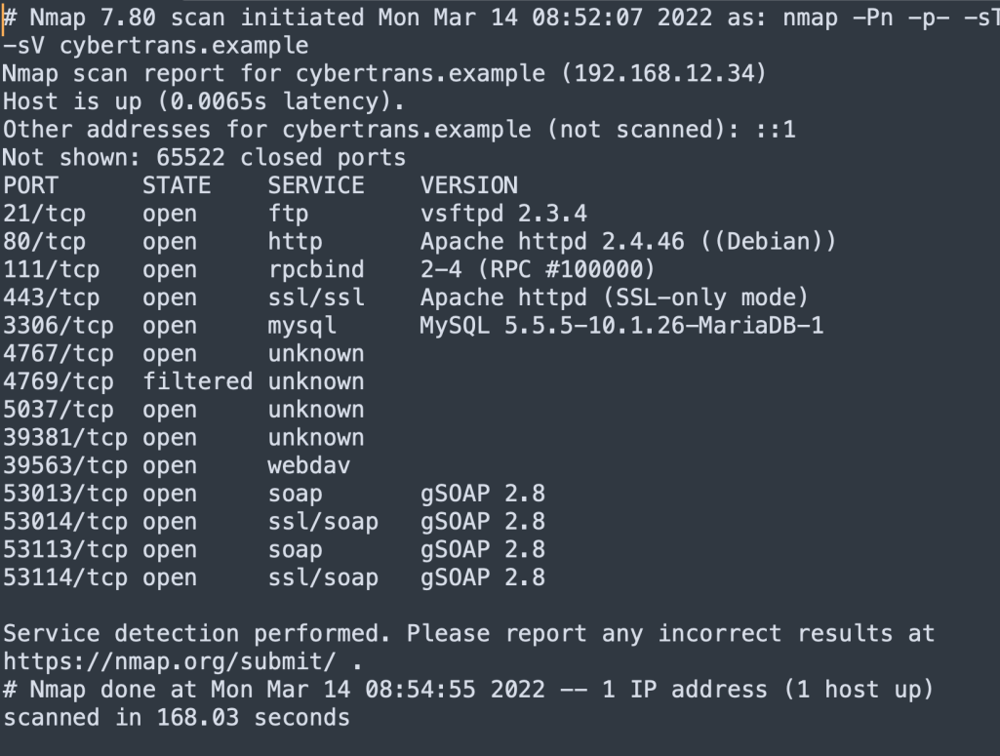 # Nmap 7.80 scan initiated Mon Mar 14 08:52:07 2022 as: nmap -Pn -p- -sT
-sV cybertrans.example
Nmap scan report for cybertrans.example (192.168.12.34)
Host is up (0.0065s latency).
Other addresses for cybertrans.example (not scanned): ::1
Not shown: 65522 closed ports
PORT      STATE    SERVICE    VERSION
21/tcp    open     ftp        vsftpd 2.3.4
80/tcp    open     http       Apache httpd 2.4.46 ((Debian))
111/tcp   open     rpcbind    2-4 (RPC #100000)
443/tcp   open     ssl/ssl    Apache httpd (SSL-only mode)
3306/tcp  open     mysql      MySQL 5.5.5-10.1.26-MariaDB-1
4767/tcp  open     unknown
4769/tcp  filtered unknown
5037/tcp  open     unknown
39381/tcp open     unknown
39563/tcp open     webdav
53013/tcp open     soap       gSOAP 2.8
53014/tcp open     ssl/soap   gSOAP 2.8
53113/tcp open     soap       gSOAP 2.8
53114/tcp open     ssl/soap   gSOAP 2.8

Service detection performed. Please report any incorrect results at
https://nmap.org/submit/ .
# Nmap done at Mon Mar 14 08:54:55 2022 -- 1 IP address (1 host up)
scanned in 168.03 seconds